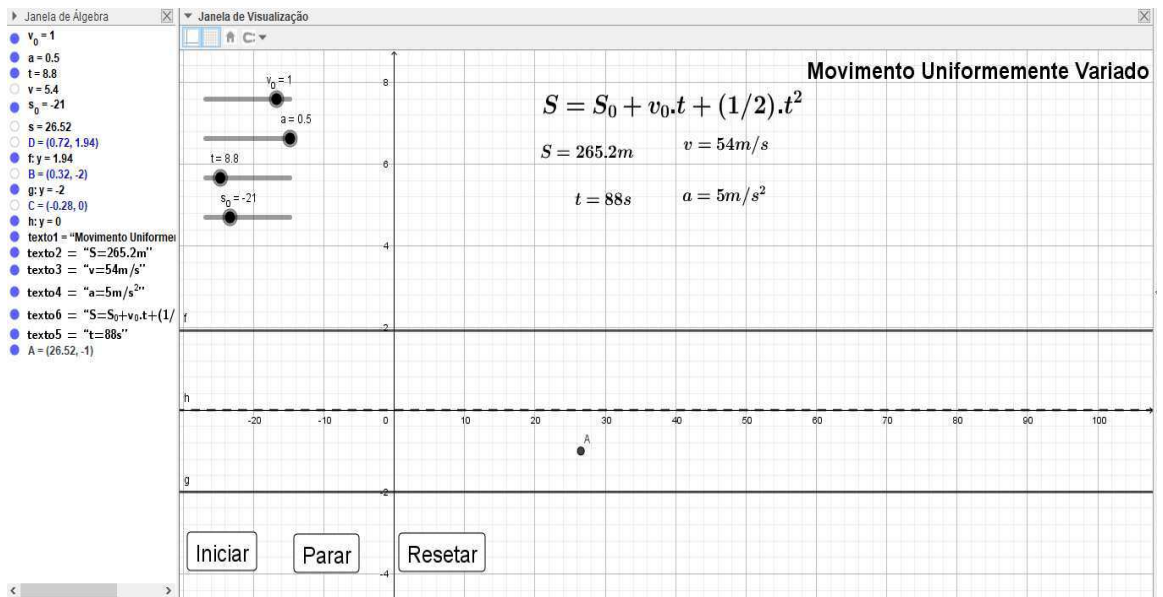 Janela de Álgebra
v₀ = 1
a = 0.5
t = 8.8
v = 5.4
s₀ = -21
s = 26.52
D = (0.72, 1.94)
f: y = 1.94
B = (0.32, -2)
g: y = -2
C = (-0.28, 0)
h: y = 0
texto1 = “Movimento Uniformei
texto2 = “S=265.2m”
texto3 = “v=54m/s”
texto4 = “a=5m/s²”
texto6 = “S=S₀+v₀.t+(1/
texto5 = “t=88s”
A = (26.52, -1)
Janela de Visualização
Movimento Uniformemente Variado
v₀ = 1
a = 0.5
t = 8.8
s₀ = -21
S = S₀ + v₀.t + (1/2).t²
S = 265.2m
v = 54m/s
t = 88s
a = 5m/s²
8
6
4
2
f
h
-20 -10 0 10 20 30 40 50 60 70 80 90 100
A
g
-2
-4
Iniciar Parar Resetar